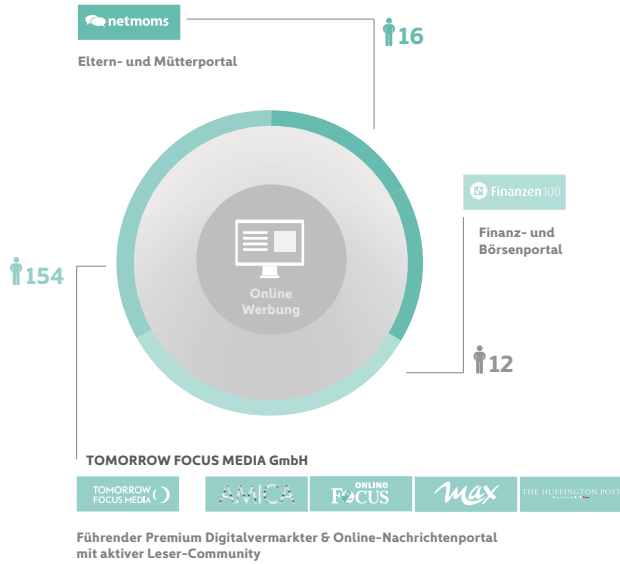 netmoms
16
Eltern- und Mütterportal
Finanzen100
Finanz- und
Börsenportal
154
Online
Werbung
12
TOMORROW FOCUS MEDIA GmbH
TOMORROW
FOCUS MEDIA
AMICA
ONLINE
FOCUS
max
THE HUFFINGTON POST
Führender Premium Digitalvermarkter & Online-Nachrichtenportal
mit aktiver Leser-Community